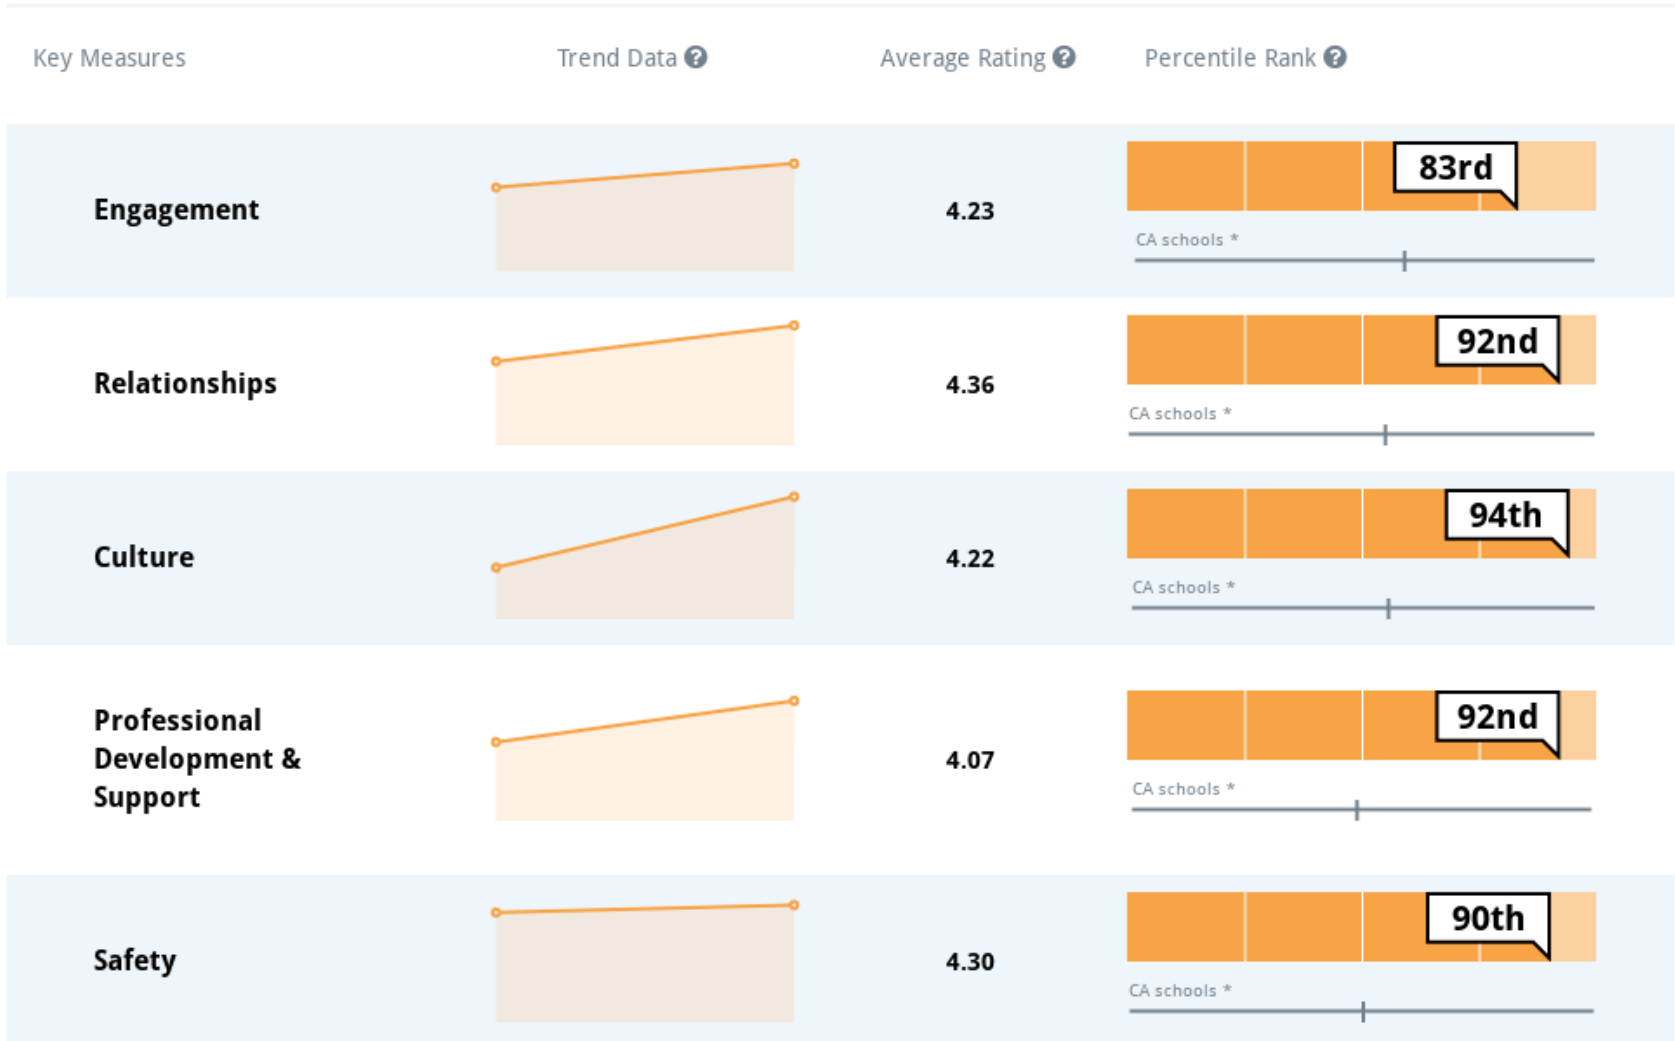 Key Measures
Trend Data ?
Average Rating ?
Percentile Rank ?
Engagement
4.23
83rd
CA schools *
Relationships
4.36
92nd
CA schools *
Culture
4.22
94th
CA schools *
Professional
Development &
Support
4.07
92nd
CA schools *
Safety
4.30
90th
CA schools *